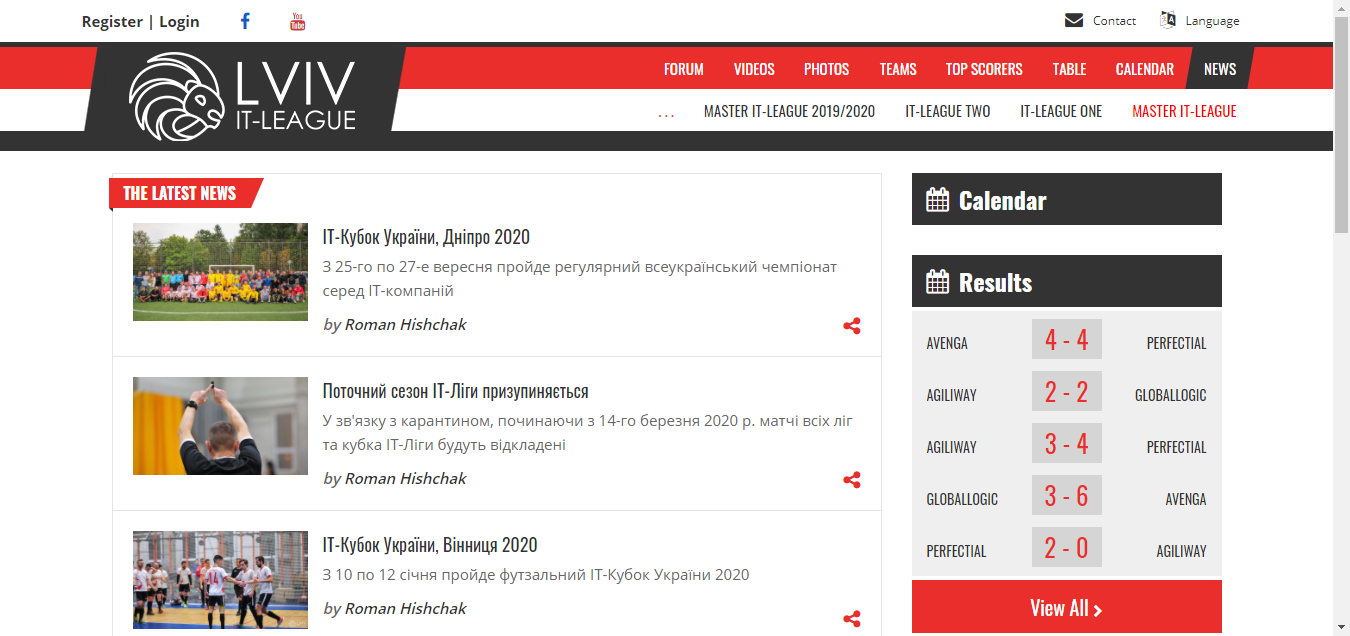 Register | Login
You
Tube
Contact
Language
LVIV
IT-LEAGUE
FORUM
VIDEOS
PHOTOS
TEAMS
TOP SCORERS
TABLE
CALENDAR
NEWS
...
MASTER IT-LEAGUE 2019/2020
IT-LEAGUE TWO
IT-LEAGUE ONE
MASTER IT-LEAGUE
THE LATEST NEWS
ІТ-Кубок України, Дніпро 2020
З 25-го по 27-е вересня пройде регулярний всеукраїнський чемпіонат
серед ІТ-компаній
by Roman Hishchak
Поточний сезон ІТ-Ліги призупиняється
У зв'язку з карантином, починаючи з 14-го березня 2020 р. матчі всіх ліг
та кубка ІТ-Ліги будуть відкладені
by Roman Hishchak
ІТ-Кубок України, Вінниця 2020
З 10 по 12 січня пройде футзальний ІТ-Кубок України 2020
by Roman Hishchak
Calendar
Results
AVENGA 4 - 4 PERFECTIAL
AGILIWAY 2 - 2 GLOBALLOGIC
AGILIWAY 3 - 4 PERFECTIAL
GLOBALLOGIC 3 - 6 AVENGA
PERFECTIAL 2 - 0 AGILIWAY
View All